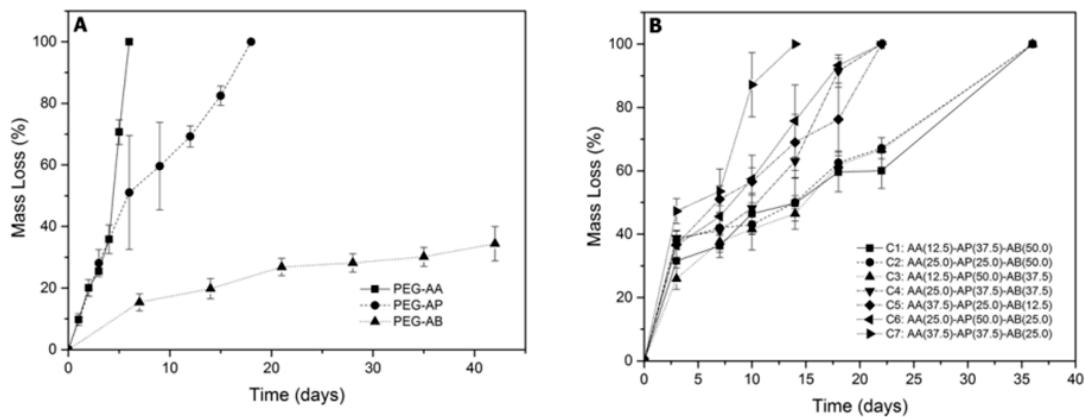 A
Mass Loss (%)
100
80
60
40
20
0
0 10 20 30 40
Time (days)
PEG-AA
PEG-AP
PEG-AB
B
Mass Loss (%)
100
80
60
40
20
0
0 5 10 15 20 25 30 35 40
Time (days)
C1: AA(12.5)-AP(37.5)-AB(50.0)
C2: AA(25.0)-AP(25.0)-AB(50.0)
C3: AA(12.5)-AP(50.0)-AB(37.5)
C4: AA(25.0)-AP(37.5)-AB(37.5)
C5: AA(37.5)-AP(25.0)-AB(12.5)
C6: AA(25.0)-AP(50.0)-AB(25.0)
C7: AA(37.5)-AP(37.5)-AB(25.0)